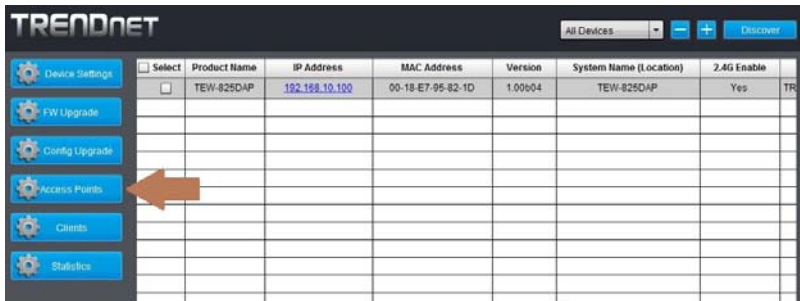 TRENDNET
All Devices
Discover
Device Settings
FW Upgrade
Config Upgrade
Access Points
Clients
Statistics
Select Product Name IP Address MAC Address Version System Name (Location) 2.4G Enable
TEW-825DAP 192.168.10.100 00-18-E7-95-82-1D 1.00b04 TEW-825DAP Yes TR